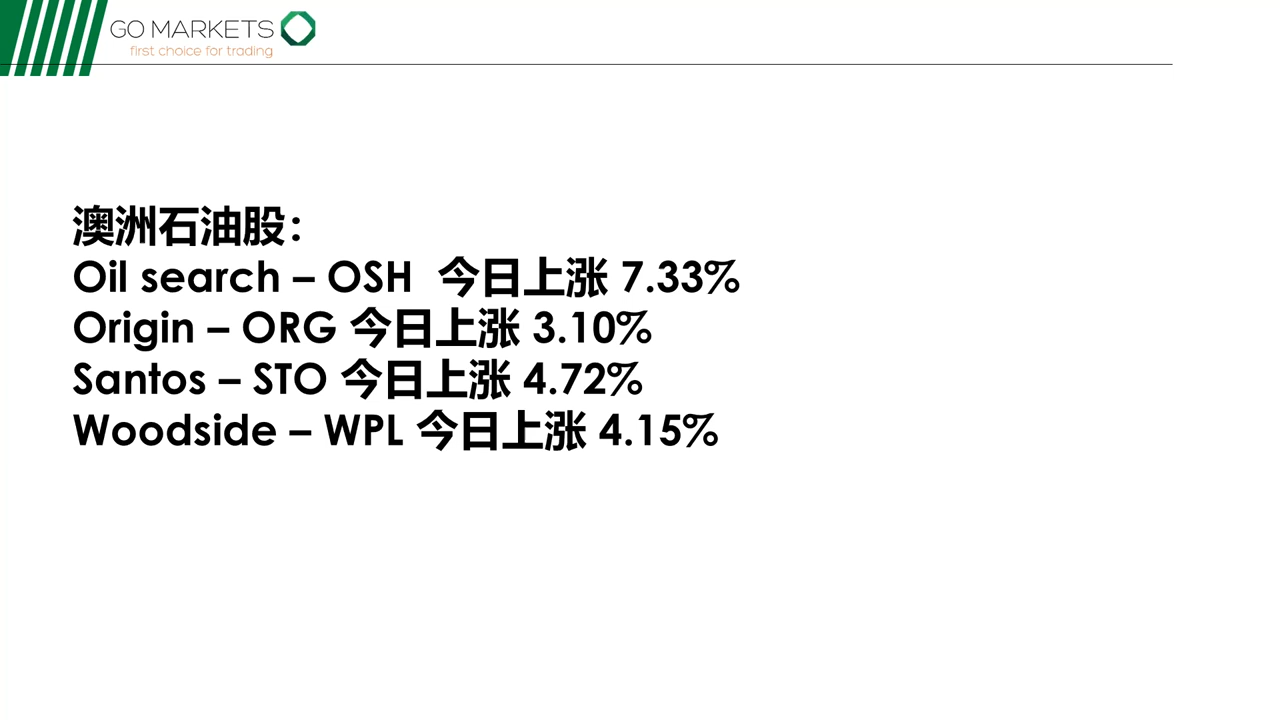 GO MARKETS
first choice for trading
澳洲石油股：
Oil search – OSH  今日上涨 7.33%
Origin – ORG 今日上涨 3.10%
Santos – STO 今日上涨 4.72%
Woodside – WPL 今日上涨 4.15%